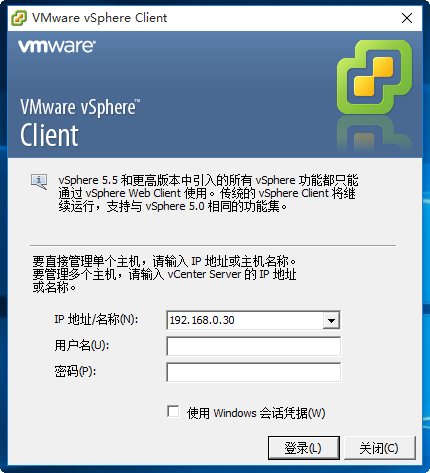 VMware vSphere Client
vmware
VMware vSphere™
Client
vSphere 5.5 和更高版本中引入的所有 vSphere 功能都只能
通过 vSphere Web Client 使用。传统的 vSphere Client 将继
续运行，支持与 vSphere 5.0 相同的功能集。
要直接管理单个主机，请输入 IP 地址或主机名称。
要管理多个主机，请输入 vCenter Server 的 IP 地址
或名称。
IP 地址/名称(N):
192.168.0.30
用户名(U):
密码(P):
使用 Windows 会话凭据(W)
登录(L)
关闭(C)